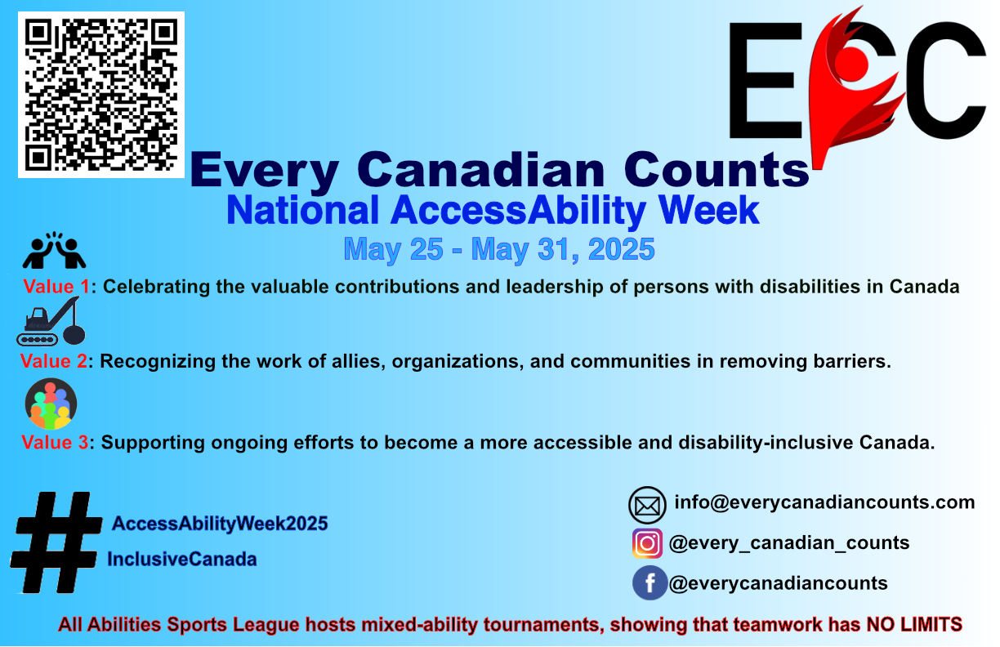 ECC
Every Canadian Counts
National AccessAbility Week
May 25 - May 31, 2025
Value 1: Celebrating the valuable contributions and leadership of persons with disabilities in Canada
Value 2: Recognizing the work of allies, organizations, and communities in removing barriers.
Value 3: Supporting ongoing efforts to become a more accessible and disability-inclusive Canada.
# AccessAbilityWeek2025
InclusiveCanada
info@everycanadiancounts.com
@every_canadian_counts
f @everycanadiancounts
All Abilities Sports League hosts mixed-ability tournaments, showing that teamwork has NO LIMITS